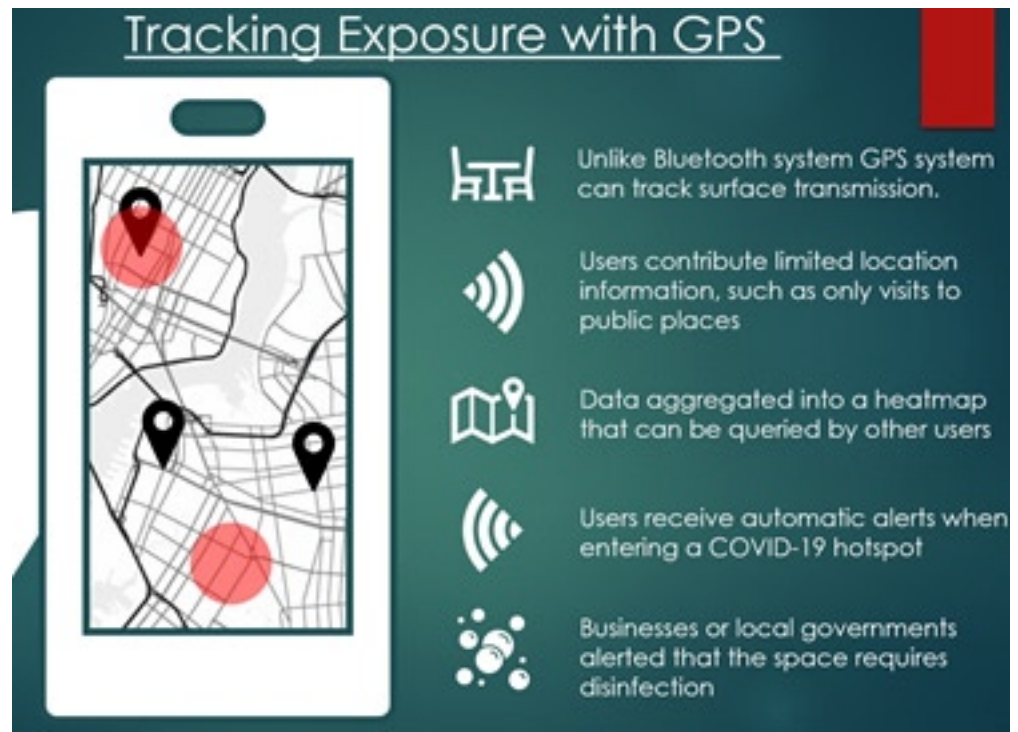 Tracking Exposure with GPS
Unlike Bluetooth system GPS system
can track surface transmission.
Users contribute limited location
information, such as only visits to
public places
Data aggregated into a heatmap
that can be queried by other users
Users receive automatic alerts when
entering a COVID-19 hotspot
Businesses or local governments
alerted that the space requires
disinfection